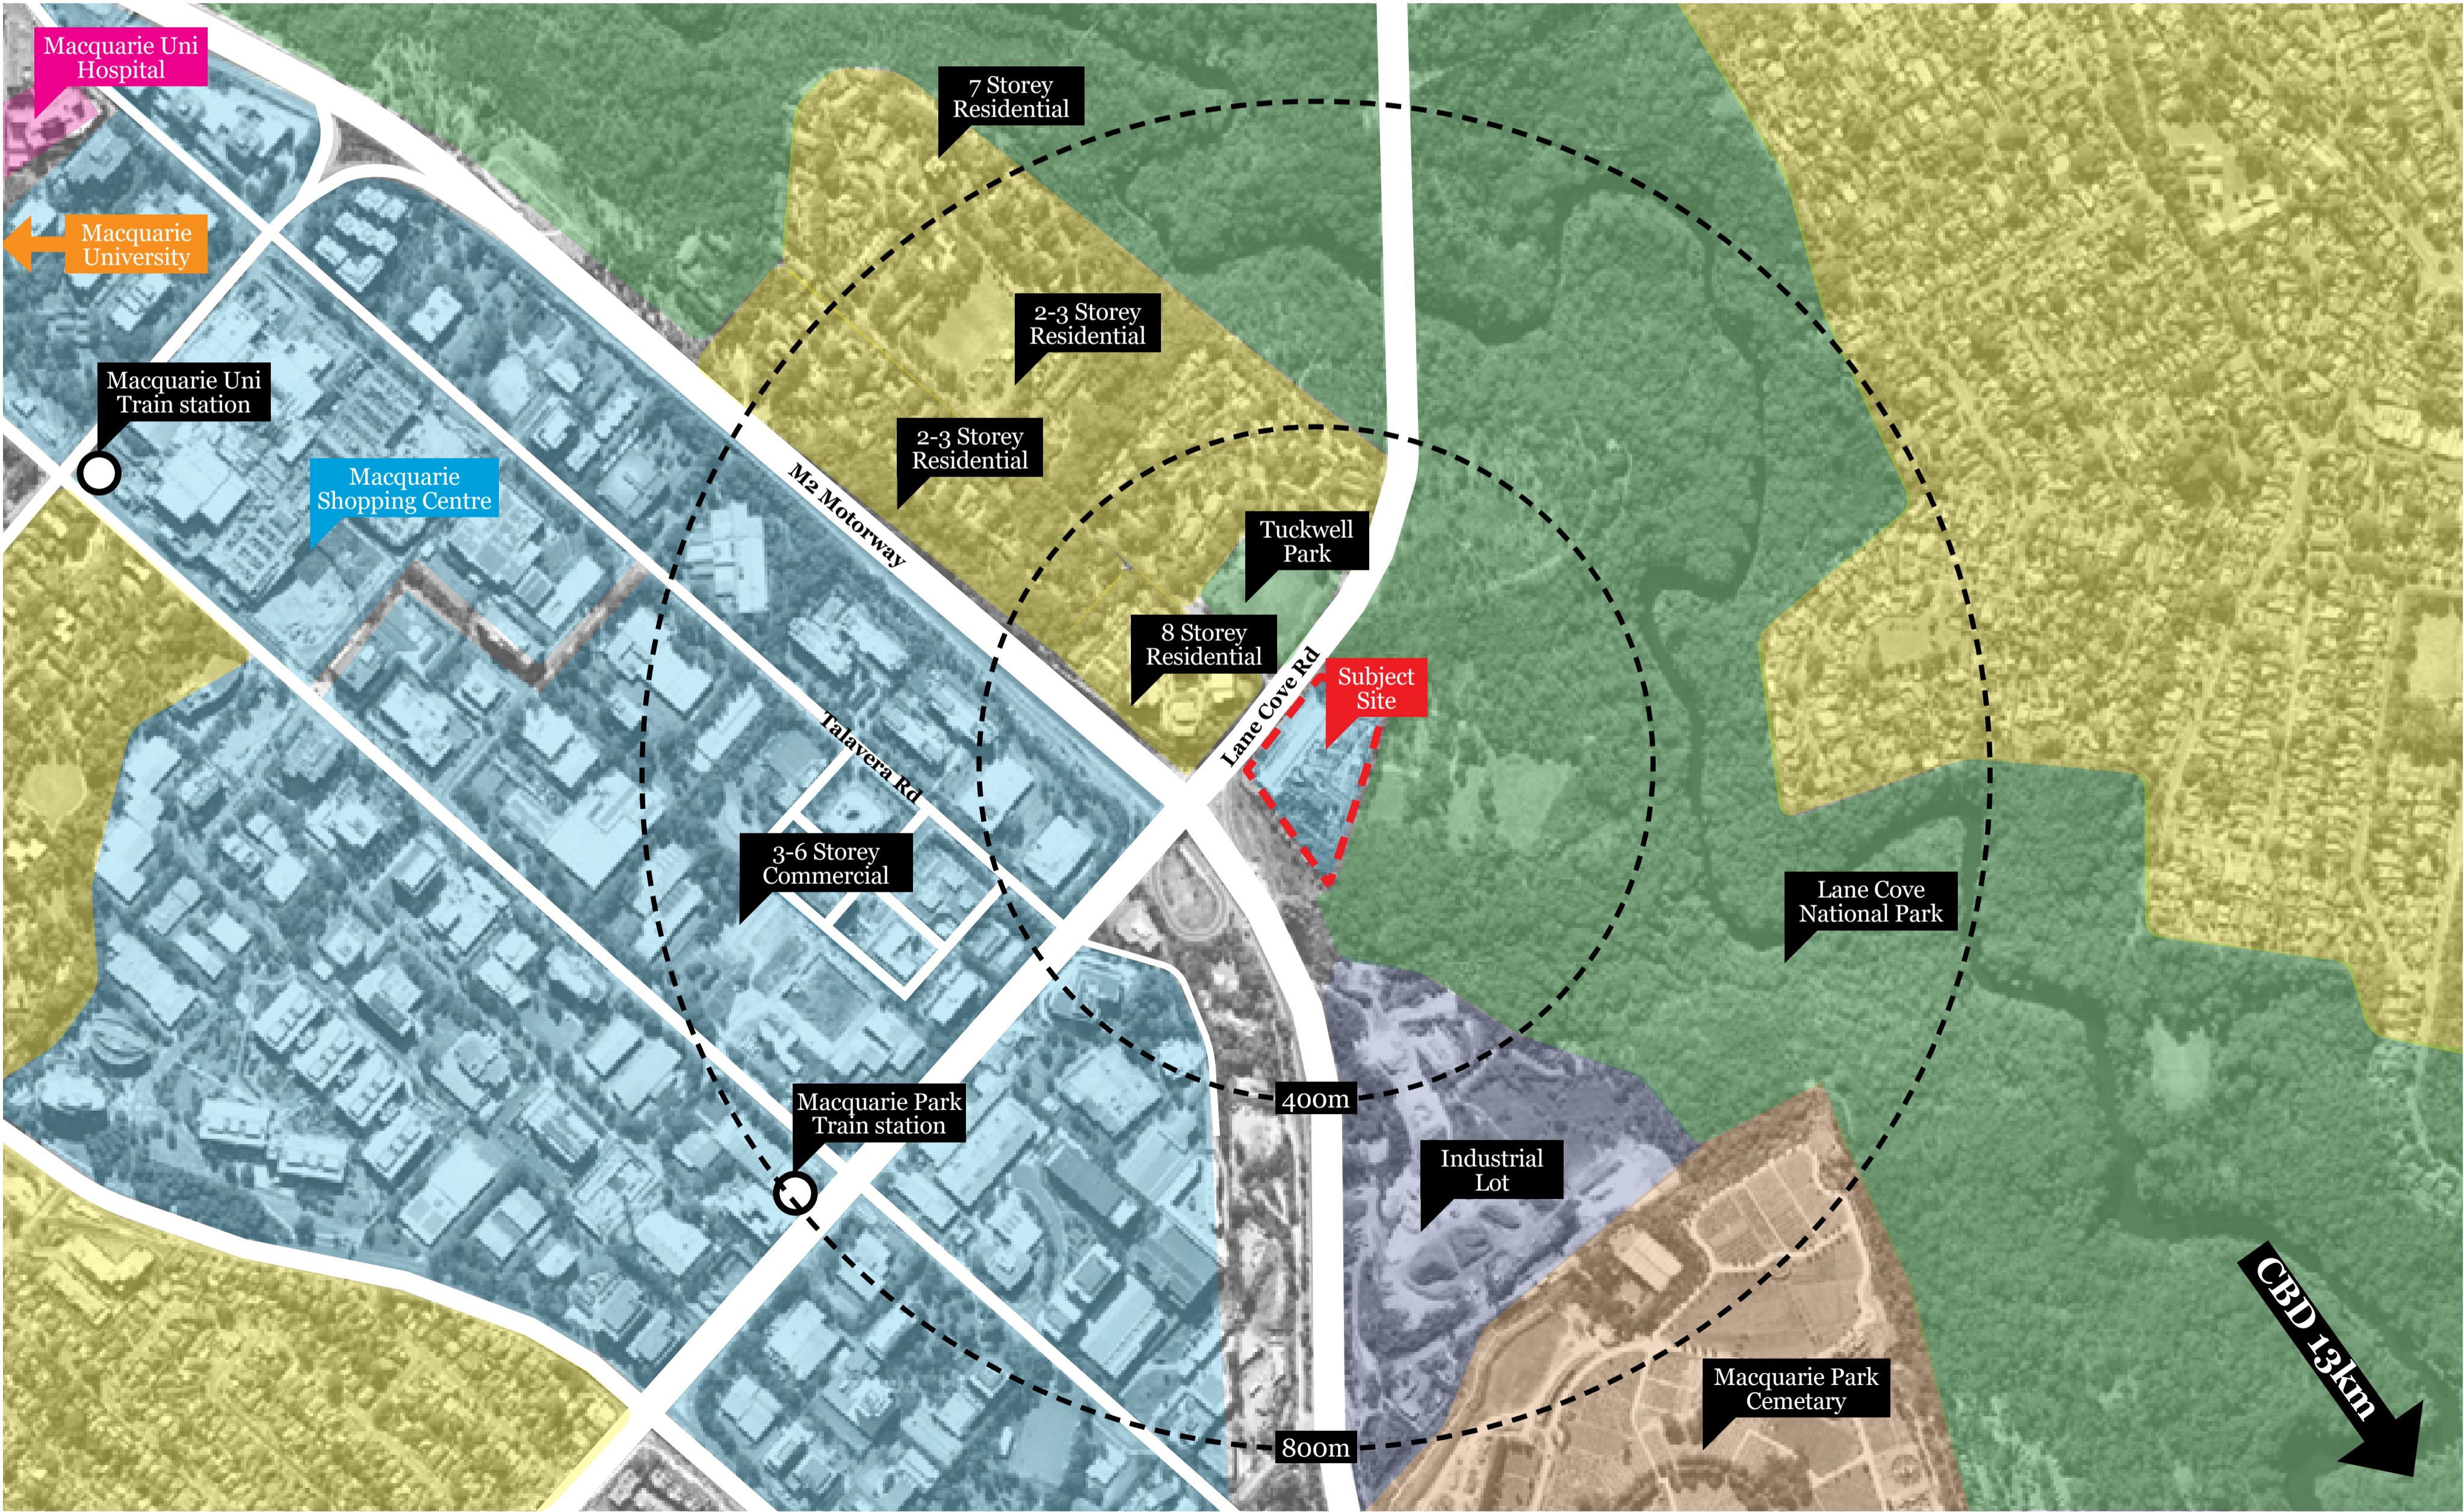 Macquarie Uni
Hospital
7 Storey
Residential
Macquarie
University
2-3 Storey
Residential
Macquarie Uni
Train station
2-3 Storey
Residential
Macquarie
Shopping Centre
M2 Motorway
Tuckwell
Park
8 Storey
Residential
Lane Cove Rd
Subject
Site
Talavera Rd
3-6 Storey
Commercial
Lane Cove
National Park
400m
Macquarie Park
Train station
Industrial
Lot
CBD 13km
Macquarie Park
Cemetary
800m